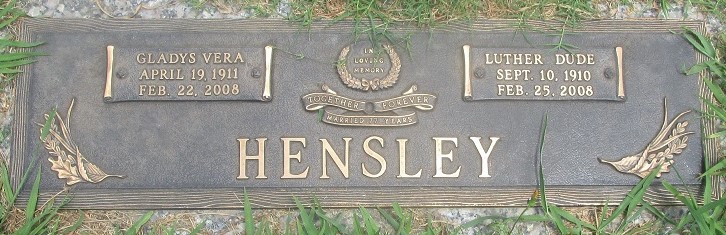 GLADYS VERA
APRIL 19, 1911
FEB. 22, 2008
IN
LOVING
MEMORY
TOGETHER FOREVER
MARRIED 77 YEARS
LUTHER DUDE
SEPT. 10, 1910
FEB. 25, 2008
HENSLEY